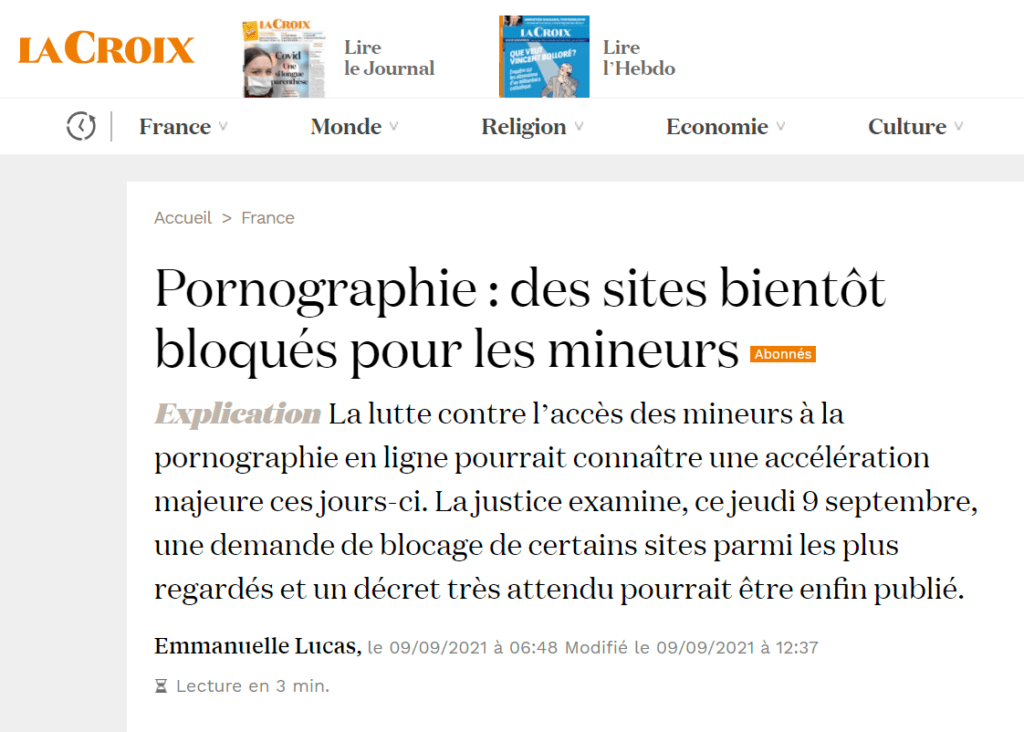 LA CROIX
LA CROIX
Covid
Une
si longue
parenthèse
Lire
le Journal
LA CROIX
QUE VEUT
VINCENT BOLLORÉ?
Lire
l'Hebdo
France
Monde
Religion
Economie
Culture
Accueil > France
Pornographie : des sites bientôt
bloqués pour les mineurs Abonnés
Explication La lutte contre l'accès des mineurs à la
pornographie en ligne pourrait connaître une accélération
majeure ces jours-ci. La justice examine, ce jeudi 9 septembre,
une demande de blocage de certains sites parmi les plus
regardés et un décret très attendu pourrait être enfin publié.
Emmanuelle Lucas, le 09/09/2021 à 06:48 Modifié le 09/09/2021 à 12:37
Lecture en 3 min.